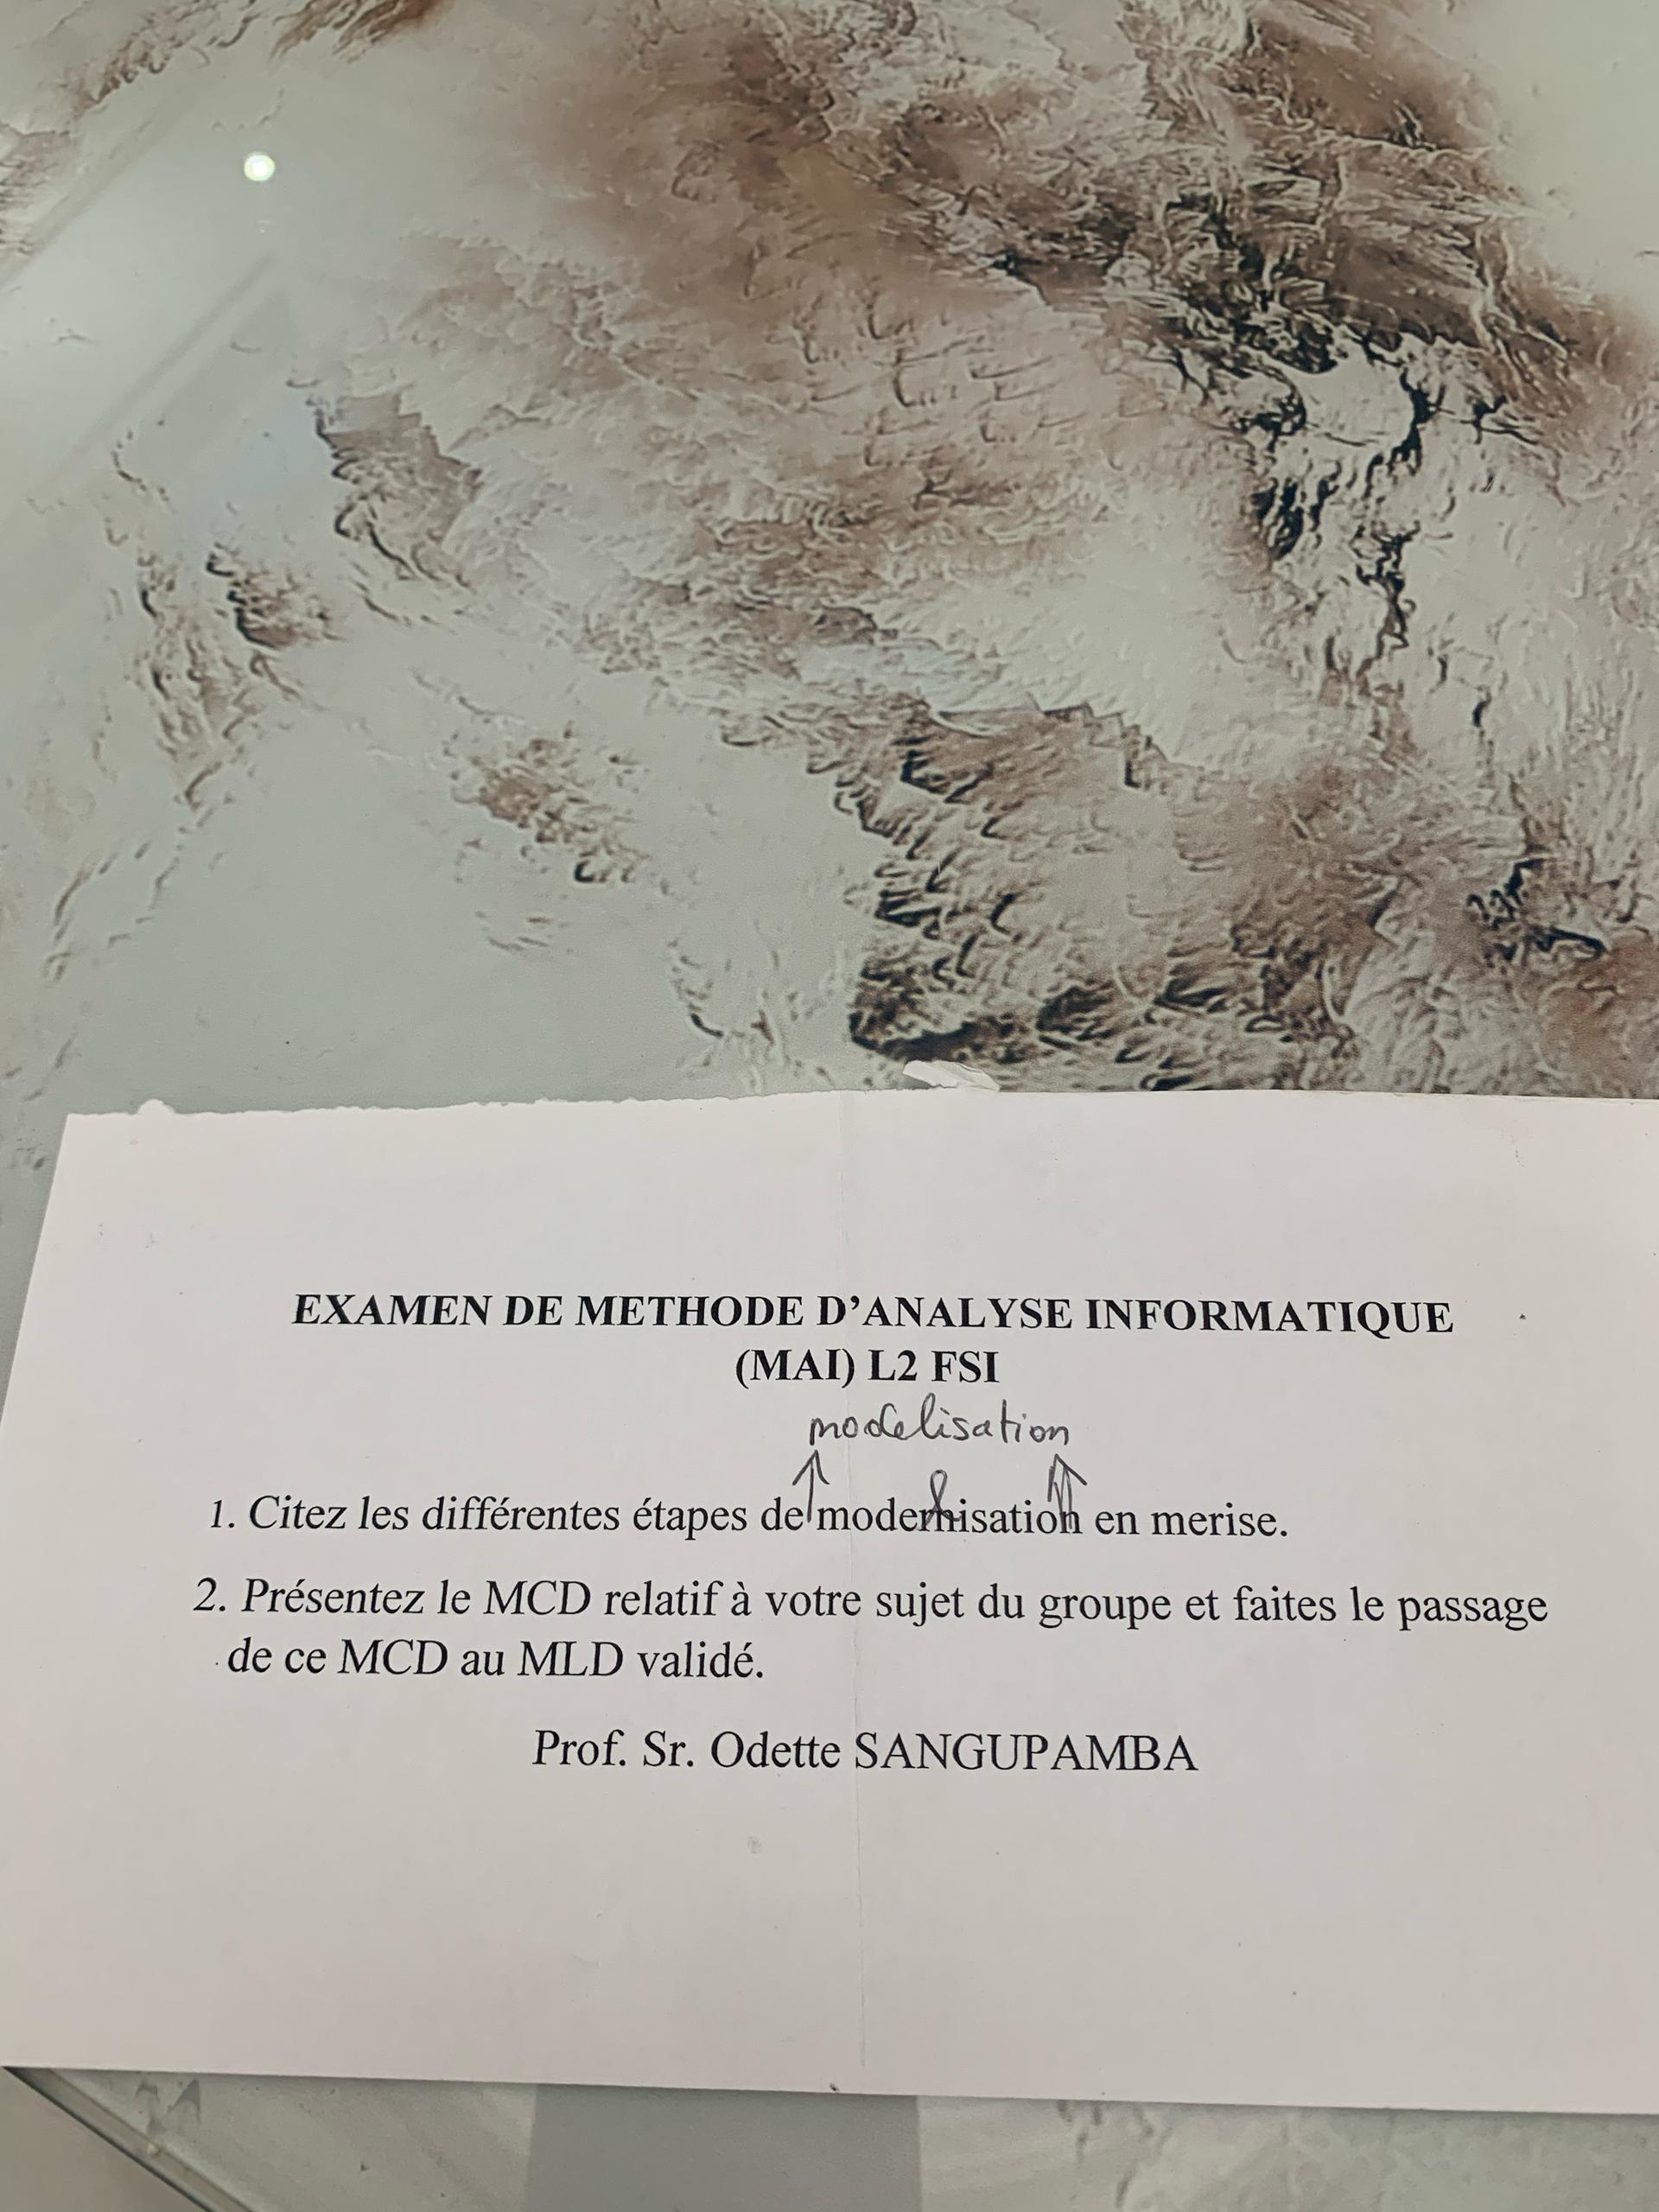 EXAMEN DE METHODE D'ANALYSE INFORMATIQUE
(MAI) L2 FSI
modelisation
1. Citez les différentes étapes de modernisation en merise.
2. Présentez le MCD relatif à votre sujet du groupe et faites le passage
de ce MCD au MLD validé.
Prof. Sr. Odette SANGUPAMBA